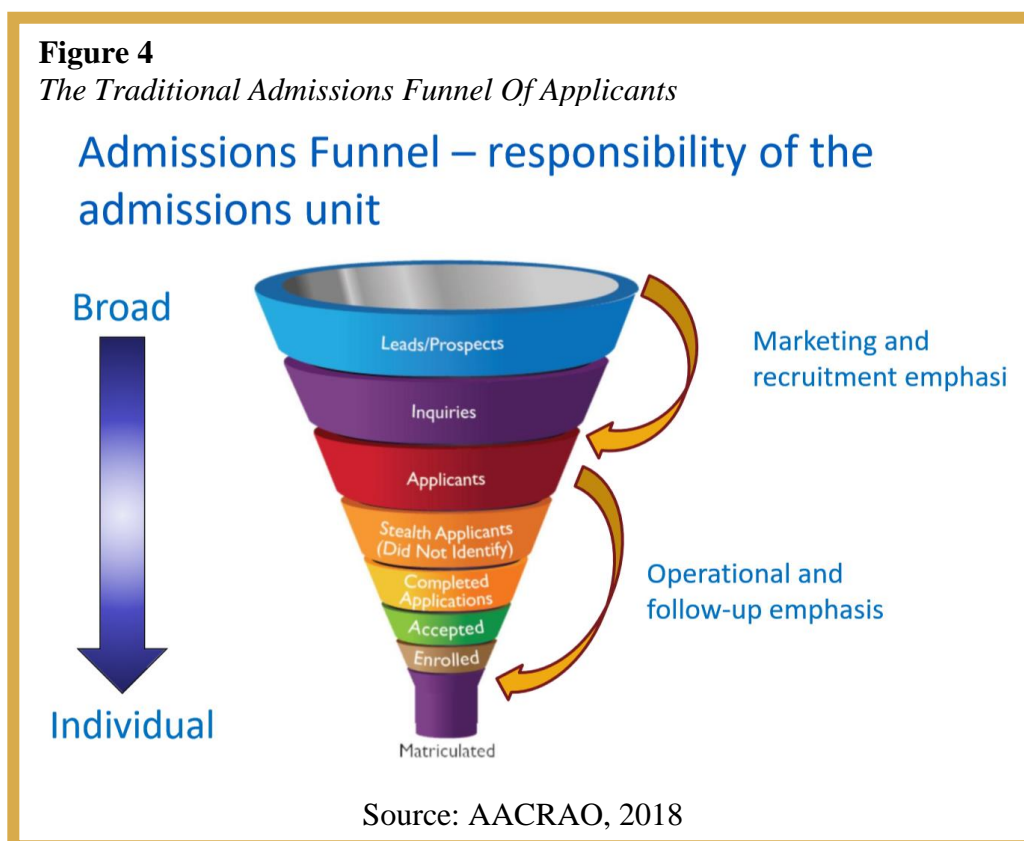 Figure 4
The Traditional Admissions Funnel Of Applicants
Admissions Funnel – responsibility of the
admissions unit
Broad
Leads/Prospects
Marketing and
recruitment emphasi
Inquiries
Applicants
Stealth Applicants
(Did Not Identify)
Operational and
follow-up emphasis
Completed
Applications
Accepted
Enrolled
Individual
Matriculated
Source: AACRAO, 2018